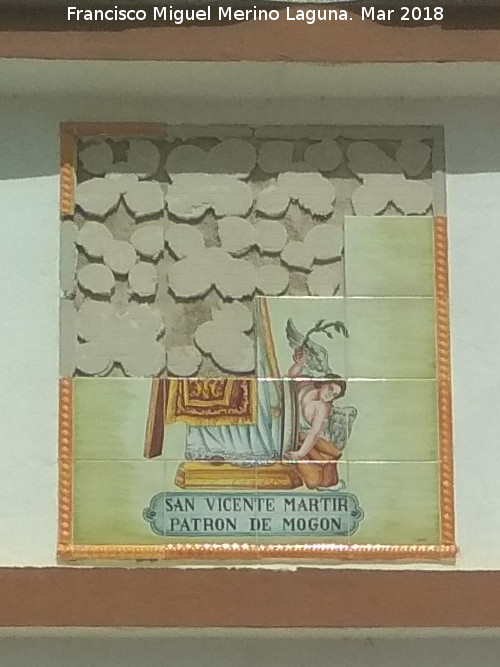 Francisco Miguel Merino Laguna. Mar 2018
SAN VICENTE MARTIR
PATRON DE MOGON